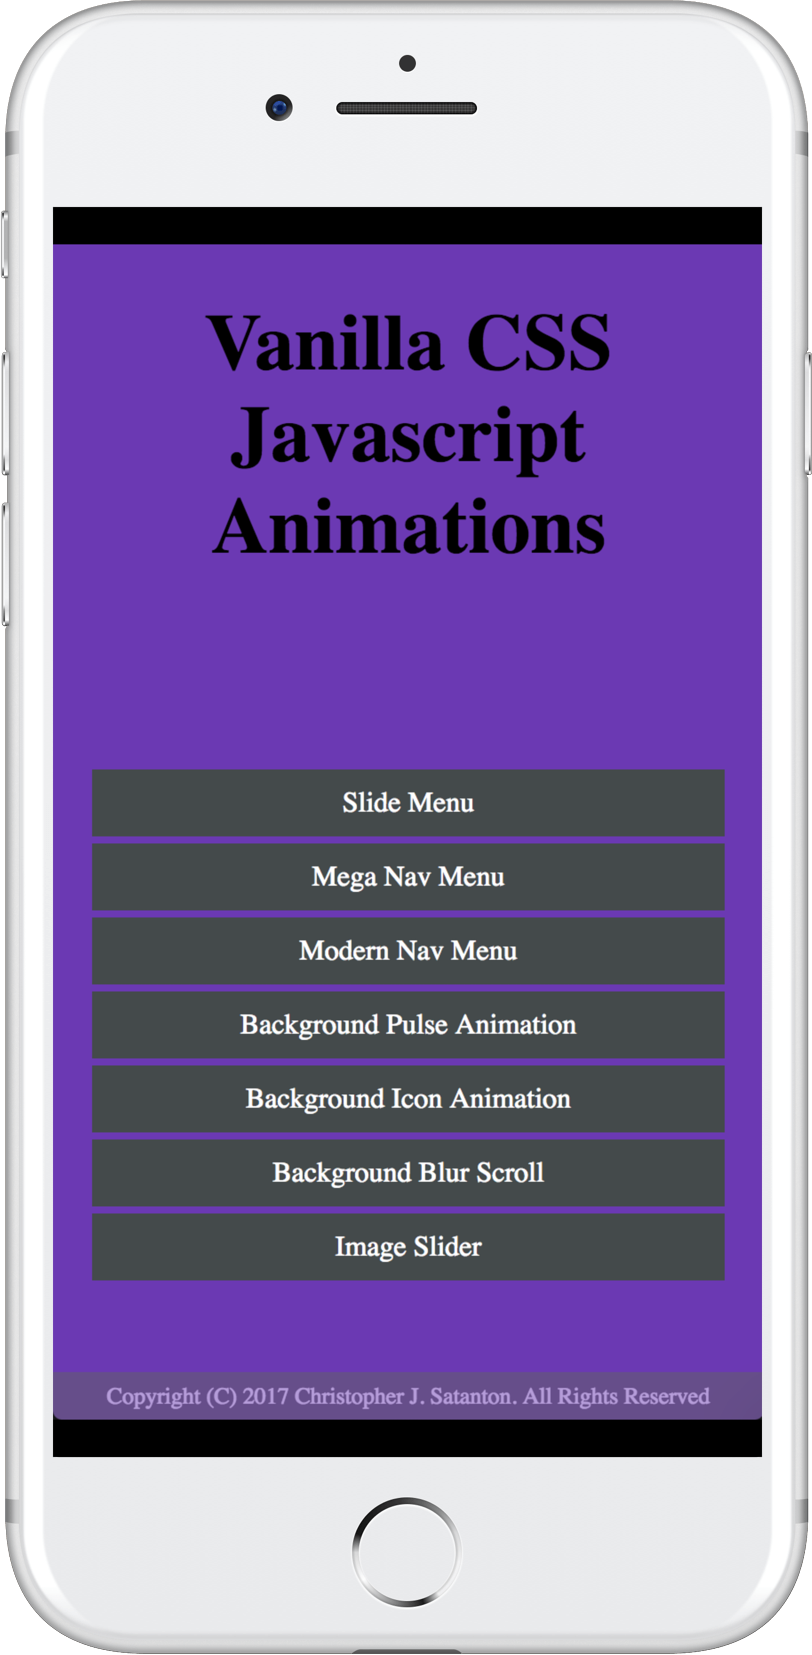 Vanilla CSS
Javascript
Animations
Slide Menu
Mega Nav Menu
Modern Nav Menu
Background Pulse Animation
Background Icon Animation
Background Blur Scroll
Image Slider
Copyright (C) 2017 Christopher J. Satanton. All Rights Reserved